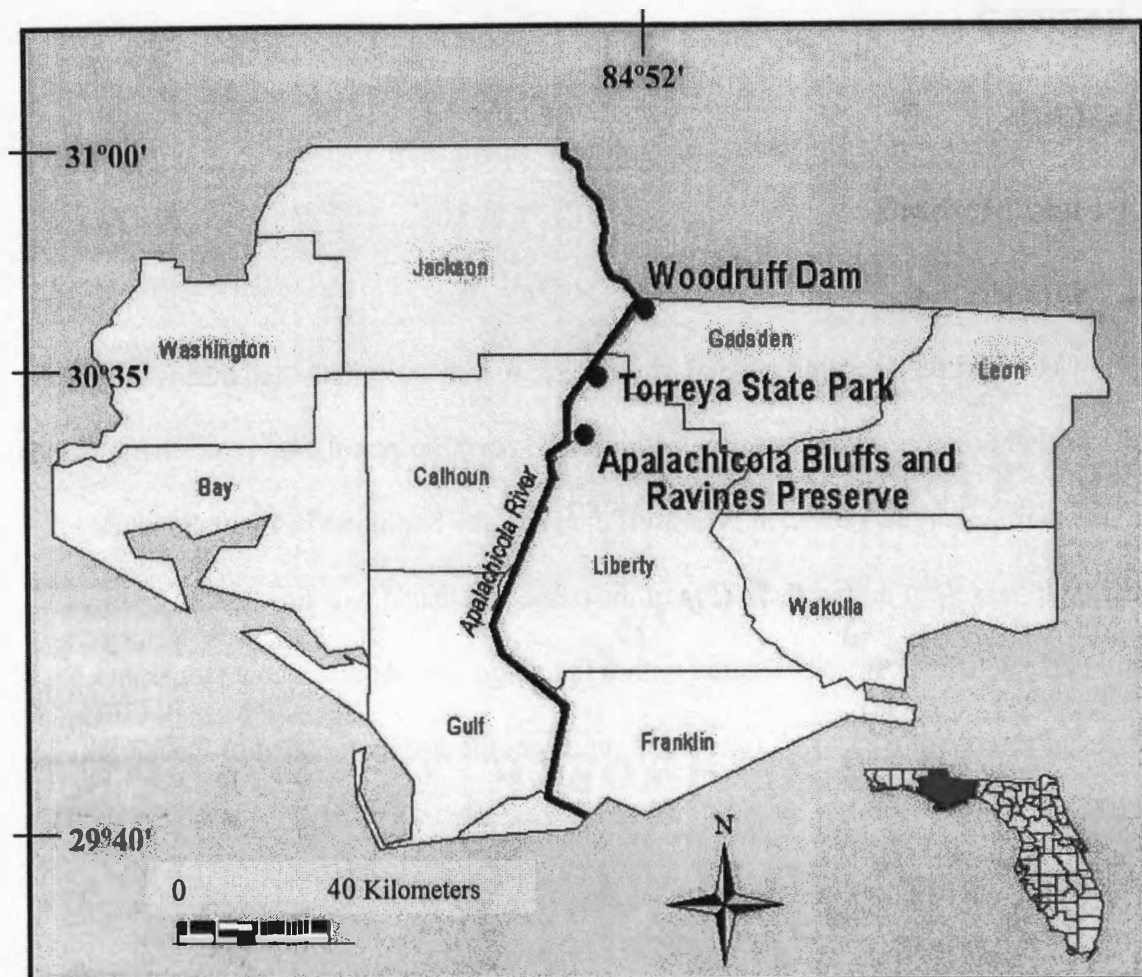 84°52'
31°00'
Jackson
Woodruff Dam
Gadsden
Washington
Leon
30°35'
Torreya State Park
Apalachicola Bluffs and
Ravines Preserve
Bay
Calhoun
Apalachicola River
Liberty
Wakulla
Gulf
Franklin
29°40'
N
0 40 Kilometers